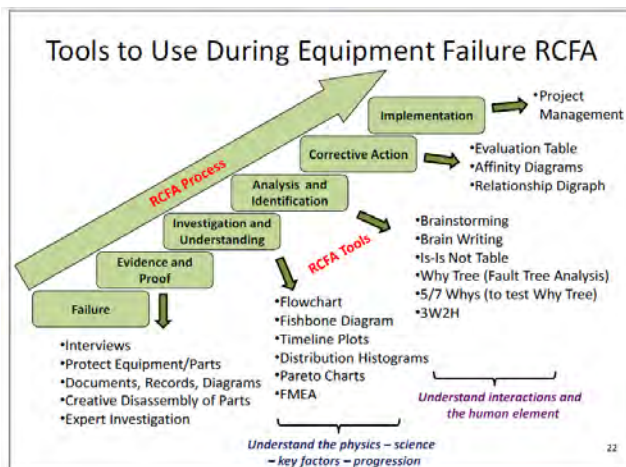 Tools to Use During Equipment Failure RCFA
Implementation
•Project
Management
Corrective Action
•Evaluation Table
•Affinity Diagrams
•Relationship Digraph
RCFA Process
Analysis and
Identification
Investigation and
Understanding
RCFA Tools
•Brainstorming
•Brain Writing
•Is-Is Not Table
•Why Tree (Fault Tree Analysis)
•5/7 Whys (to test Why Tree)
•3W2H
Evidence and
Proof
•Flowchart
•Fishbone Diagram
•Timeline Plots
•Distribution Histograms
•Pareto Charts
•FMEA
Failure
•Interviews
•Protect Equipment/Parts
•Documents, Records, Diagrams
•Creative Disassembly of Parts
•Expert Investigation
Understand interactions and
the human element
Understand the physics – science
– key factors – progression
22